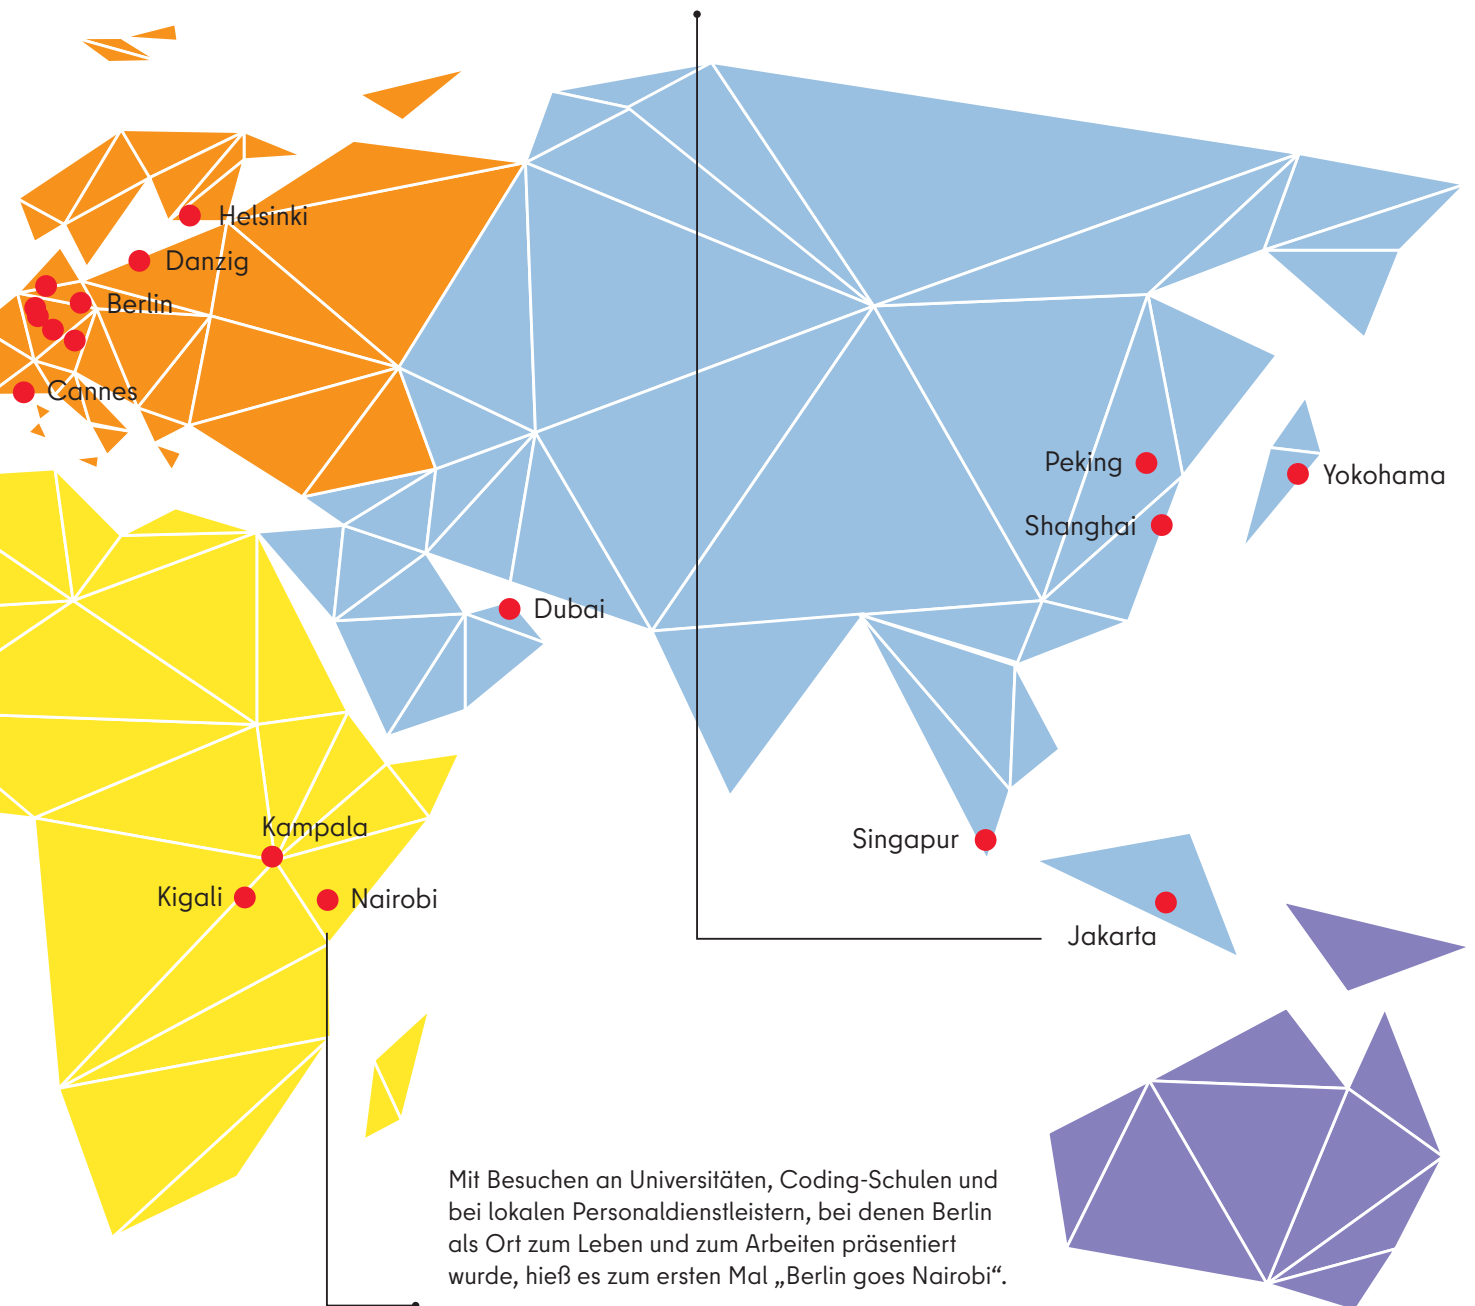 Helsinki
Danzig
Berlin
Cannes
Peking
Yokohama
Shanghai
Dubai
Kampala
Singapur
Kigali
Nairobi
Jakarta
Mit Besuchen an Universitäten, Coding-Schulen und
bei lokalen Personaldienstleistern, bei denen Berlin
als Ort zum Leben und zum Arbeiten präsentiert
wurde, hieß es zum ersten Mal „Berlin goes Nairobi“.